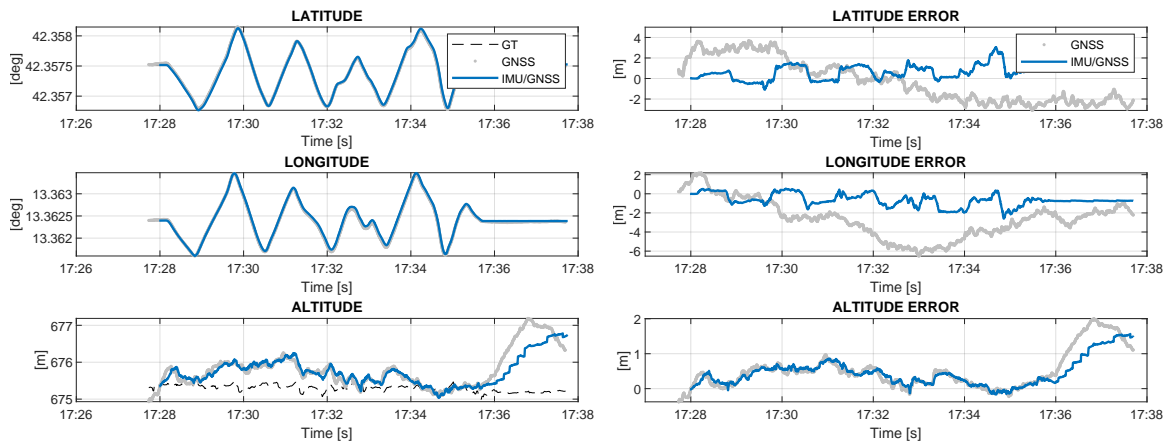 LATITUDE
42.358
42.3575
42.357
[deg]
GT
GNSS
IMU/GNSS
17:26 17:28 17:30 17:32 17:34 17:36 17:38
Time [s]
LATITUDE ERROR
4
2
0
-2
[m]
GNSS
IMU/GNSS
17:28 17:30 17:32 17:34 17:36 17:38
Time [s]
LONGITUDE
13.363
13.3625
13.362
[deg]
17:26 17:28 17:30 17:32 17:34 17:36 17:38
Time [s]
LONGITUDE ERROR
2
0
-2
-4
-6
[m]
17:28 17:30 17:32 17:34 17:36 17:38
Time [s]
ALTITUDE
677
676
675
[m]
17:26 17:28 17:30 17:32 17:34 17:36 17:38
Time [s]
ALTITUDE ERROR
2
1
0
[m]
17:28 17:30 17:32 17:34 17:36 17:38
Time [s]